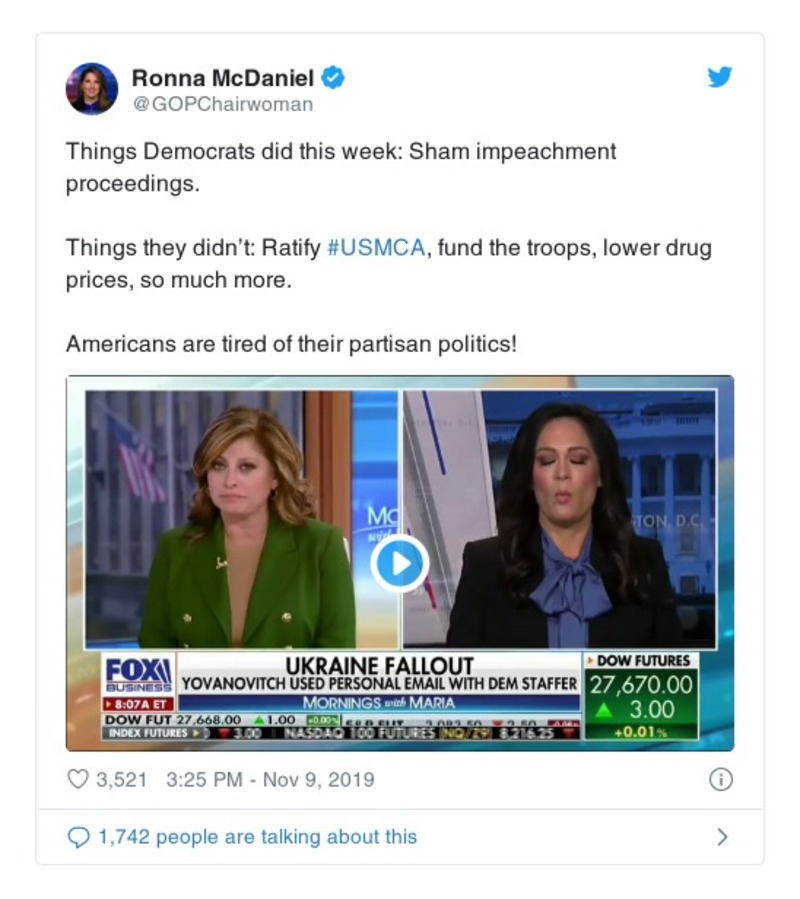 Ronna McDaniel
@GOPChairwoman
Things Democrats did this week: Sham impeachment
proceedings.
Things they didn't: Ratify #USMCA, fund the troops, lower drug
prices, so much more.
Americans are tired of their partisan politics!
TON, D.C.
FOX
BUSINESS
8:07A ET
UKRAINE FALLOUT
YOVANOVITCH USED PERSONAL EMAIL WITH DEM STAFFER
MORNINGS with MARIA
DOW FUTURES
27,670.00
3.00
+0.01%
DOW FUT 27,668.00 1.00 +0.00%
INDEX FUTURES 3.00 NASDAQ 100 FUTURES 8,216.25
3,521 3:25 PM - Nov 9, 2019
1,742 people are talking about this